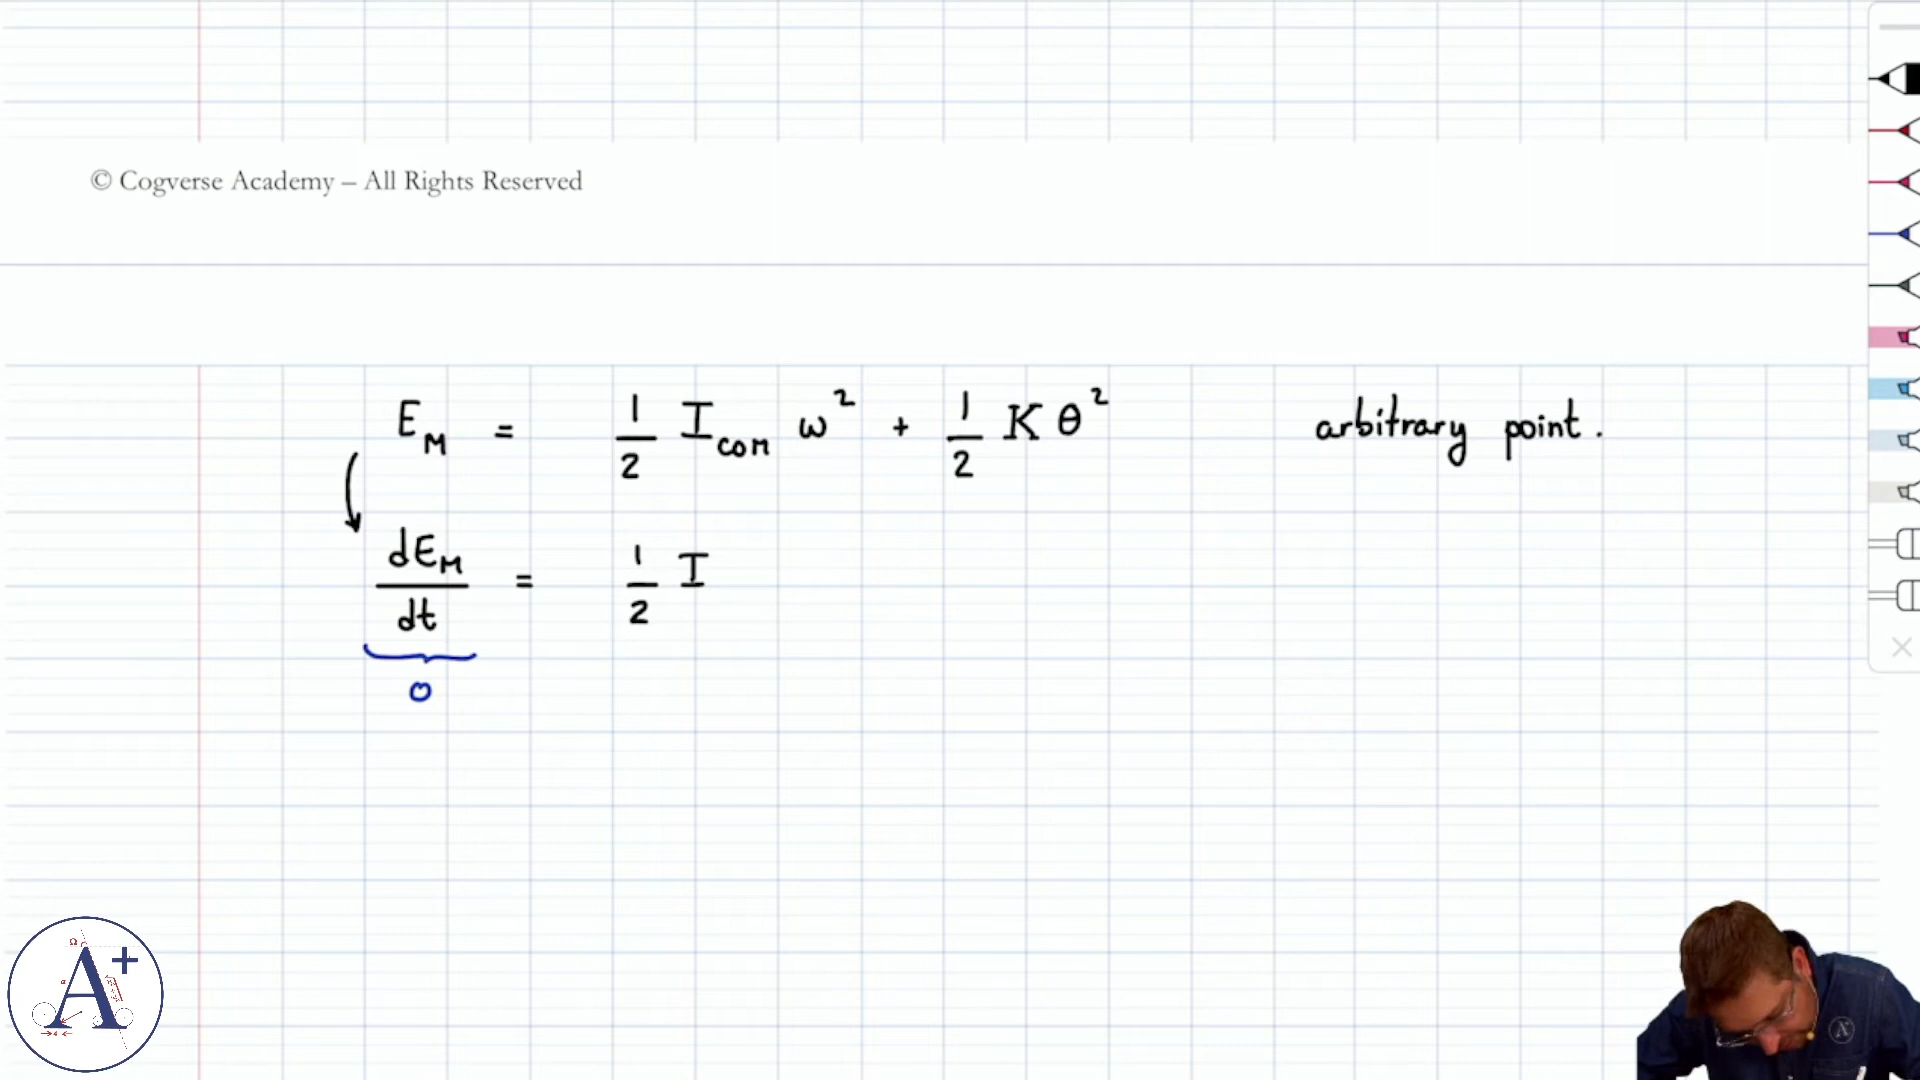 © Cogverse Academy – All Rights Reserved
E_M = 1/2 I_com ω² + 1/2 K θ² arbitrary point.
dE_M/dt = 1/2 I
0
A+